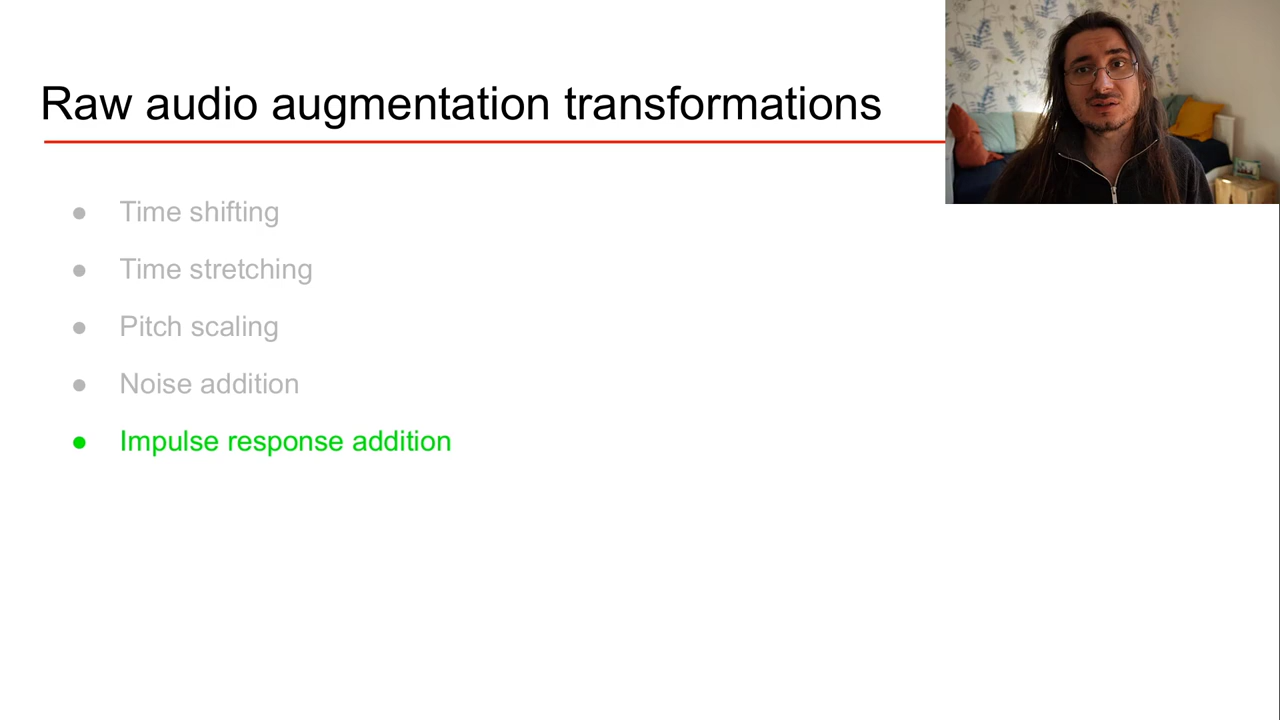 Raw audio augmentation transformations
● Time shifting
● Time stretching
● Pitch scaling
● Noise addition
● Impulse response addition